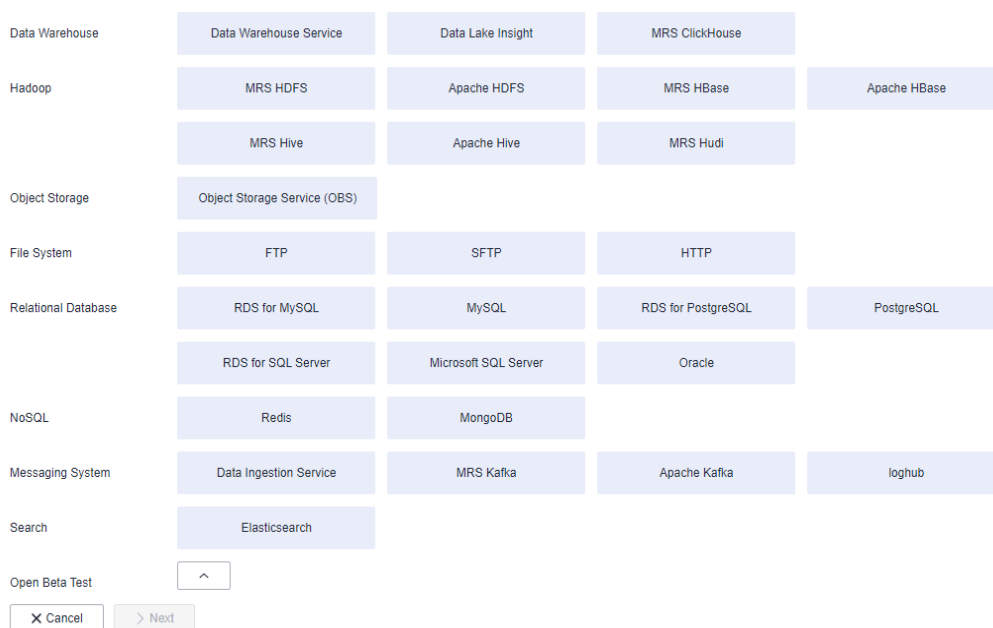 Data Warehouse Data Warehouse Service Data Lake Insight MRS ClickHouse
Hadoop MRS HDFS Apache HDFS MRS HBase Apache HBase
MRS Hive Apache Hive MRS Hudi
Object Storage Object Storage Service (OBS)
File System FTP SFTP HTTP
Relational Database RDS for MySQL MySQL RDS for PostgreSQL PostgreSQL
RDS for SQL Server Microsoft SQL Server Oracle
NoSQL Redis MongoDB
Messaging System Data Ingestion Service MRS Kafka Apache Kafka loghub
Search Elasticsearch
Open Beta Test
Cancel Next